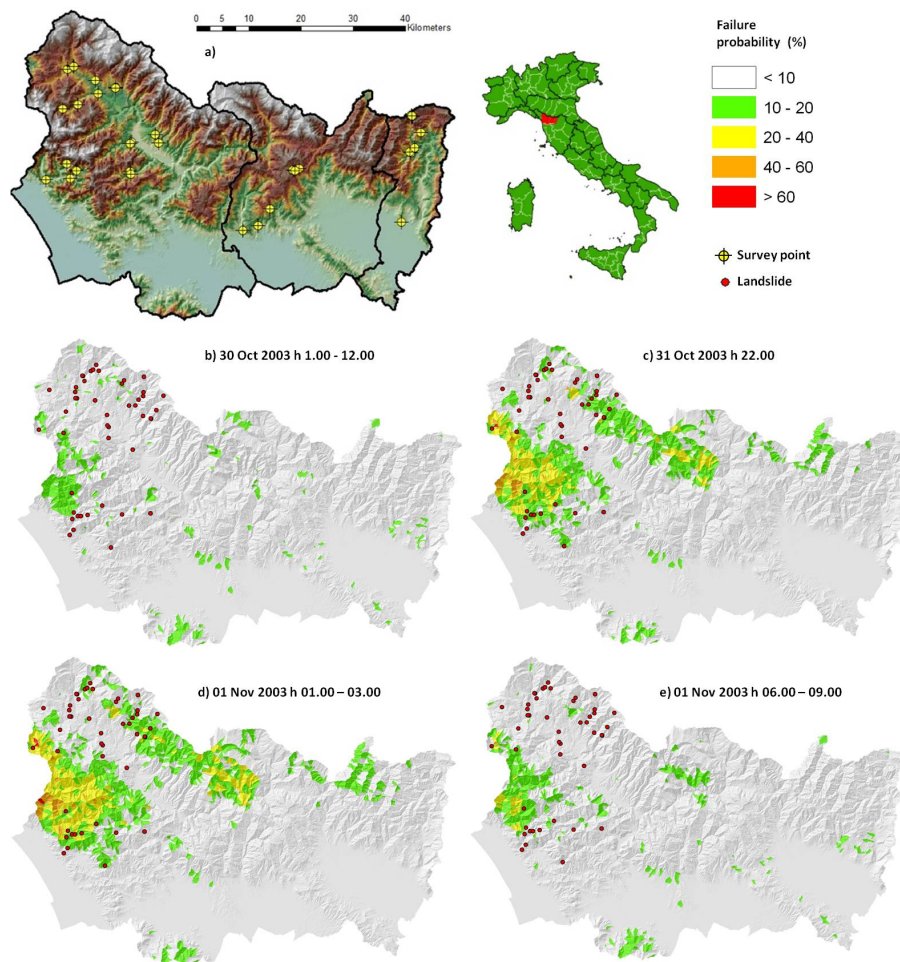 0 10 20 30 40
Kilometers
a)
Failure
probability (%)
< 10
10 - 20
20 - 40
40 - 60
> 60
Survey point
Landslide
b) 30 Oct 2003 h 1.00 - 12.00
c) 31 Oct 2003 h 22.00
d) 01 Nov 2003 h 01.00 – 03.00
e) 01 Nov 2003 h 06.00 – 09.00